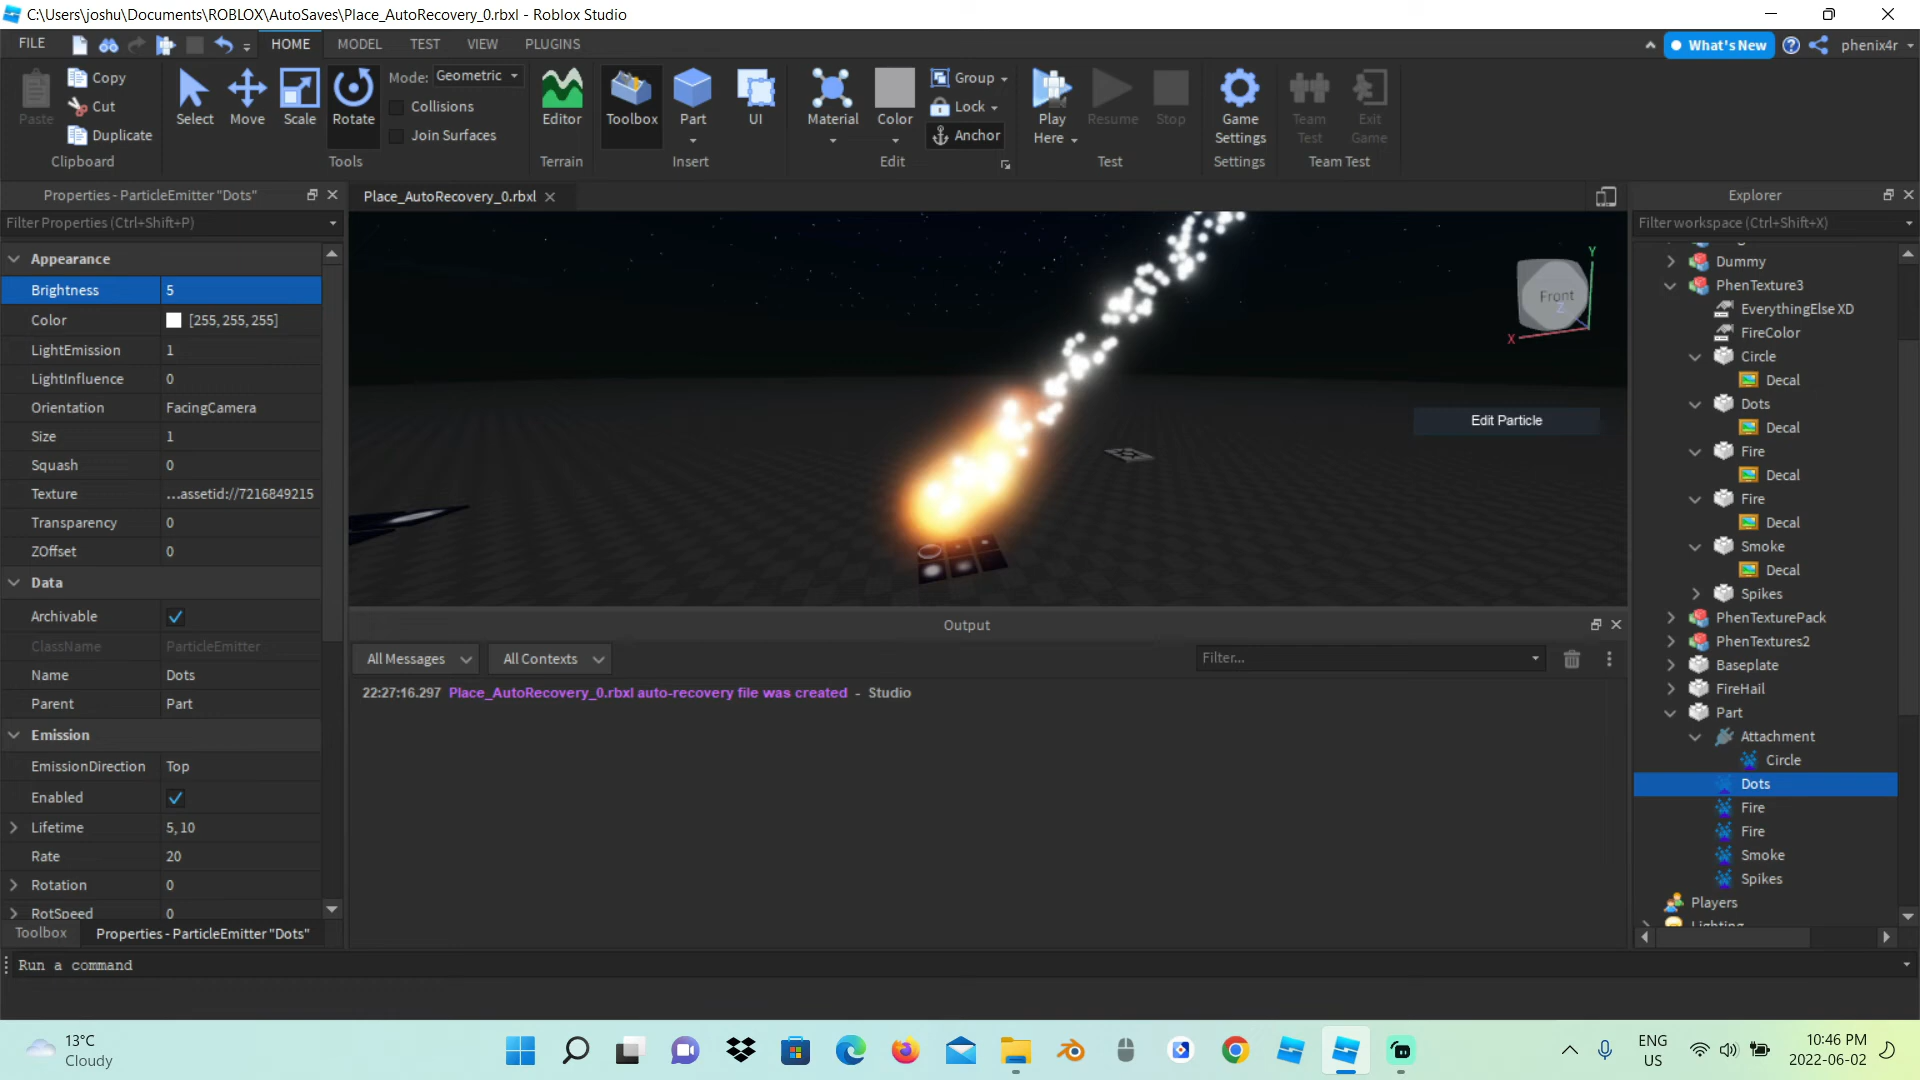 C:\Users\joshu\Documents\ROBLOX\AutoSaves\Place_AutoRecovery_0.rbxl - Roblox Studio
FILE
HOME
MODEL
TEST
VIEW
PLUGINS
What's New
phenix4r
Paste
Copy
Cut
Duplicate
Clipboard
Select
Move
Scale
Rotate
Mode: Geometric
Collisions
Join Surfaces
Tools
Editor
Terrain
Toolbox
Part
UI
Insert
Material
Color
Group
Lock
Anchor
Edit
Play Here
Resume
Stop
Test
Game Settings
Settings
Team Test
Exit Game
Team Test
Properties - ParticleEmitter "Dots"
Filter Properties (Ctrl+Shift+P)
Appearance
Brightness 5
Color [255, 255, 255]
LightEmission 1
LightInfluence 0
Orientation FacingCamera
Size 1
Squash 0
Texture ...assetid://7216849215
Transparency 0
ZOffset 0
Data
Archivable
ClassName ParticleEmitter
Name Dots
Parent Part
Emission
EmissionDirection Top
Enabled
Lifetime 5, 10
Rate 20
Rotation 0
RotSpeed 0
Toolbox
Properties - ParticleEmitter "Dots"
Place_AutoRecovery_0.rbxl
Front
Y
Z
X
Edit Particle
Output
All Messages
All Contexts
Filter...
22:27:16.297 Place_AutoRecovery_0.rbxl auto-recovery file was created - Studio
Explorer
Filter workspace (Ctrl+Shift+X)
Dummy
PhenTexture3
EverythingElse XD
FireColor
Circle
Decal
Dots
Decal
Fire
Decal
Fire
Decal
Smoke
Decal
Spikes
PhenTexturePack
PhenTextures2
Baseplate
FireHail
Part
Attachment
Circle
Dots
Fire
Fire
Smoke
Spikes
Players
Lighting
Run a command
13°C
Cloudy
ENG
US
10:46 PM
2022-06-02